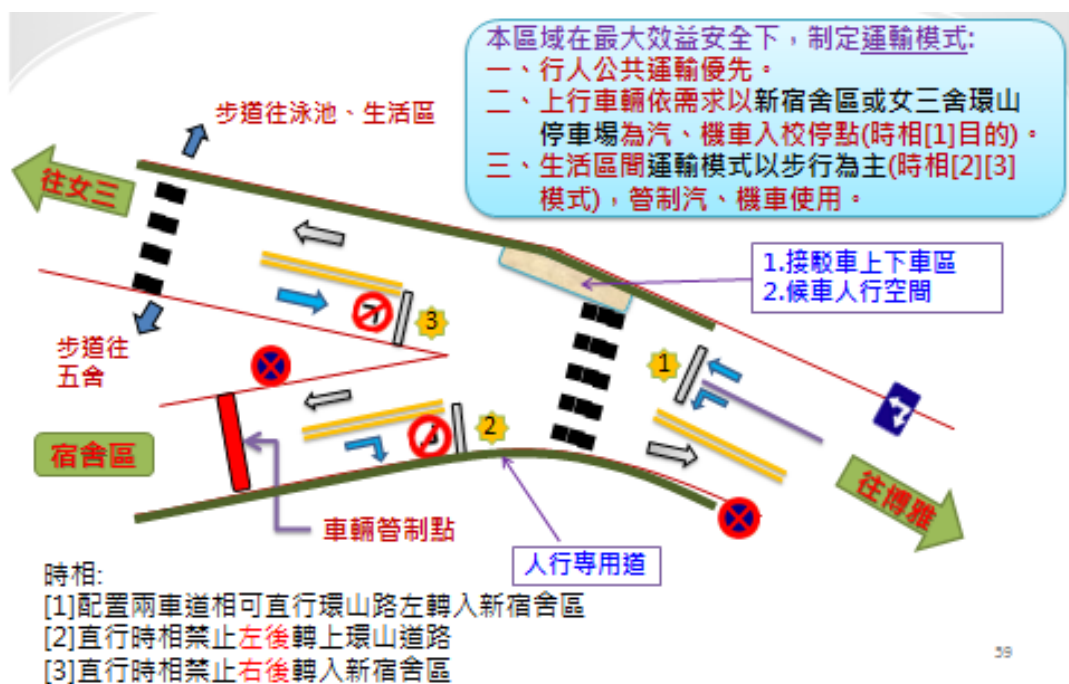 本區域在最大效益安全下，制定運輸模式:
一、行人公共運輸優先。
二、上行車輛依需求以新宿舍區或女三舍環山
停車場為汽、機車入校停點(時相[1]目的)。
三、生活區間運輸模式以步行為主(時相[2][3]
模式)，管制汽、機車使用。
步道往泳池、生活區
往女三
1.接駁車上下車區
2.候車人行空間
3
1
步道往
五舍
2
宿舍區
往博雅
車輛管制點
人行專用道
時相:
[1]配置兩車道相可直行環山路左轉入新宿舍區
[2]直行時相禁止左後轉上環山道路
[3]直行時相禁止右後轉入新宿舍區
59